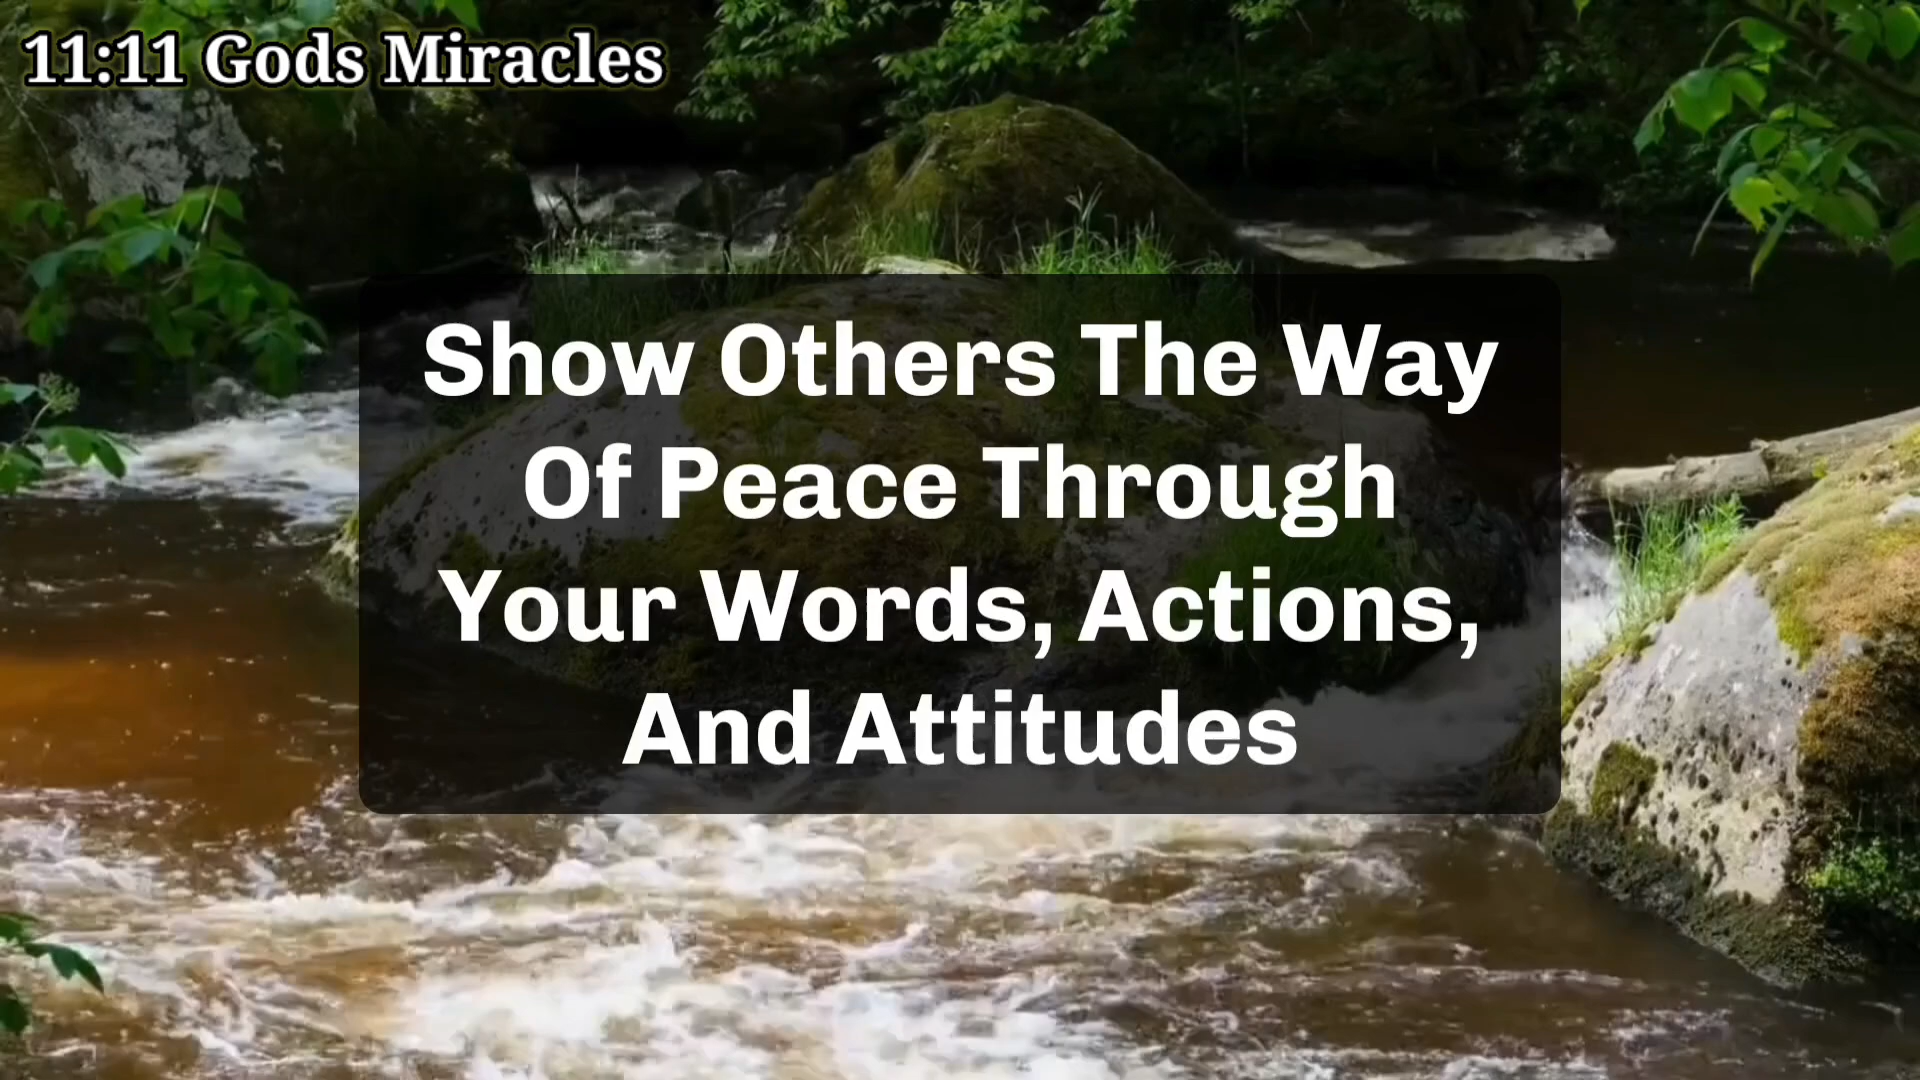 11:11 Gods Miracles
Show Others The Way
Of Peace Through
Your Words, Actions,
And Attitudes